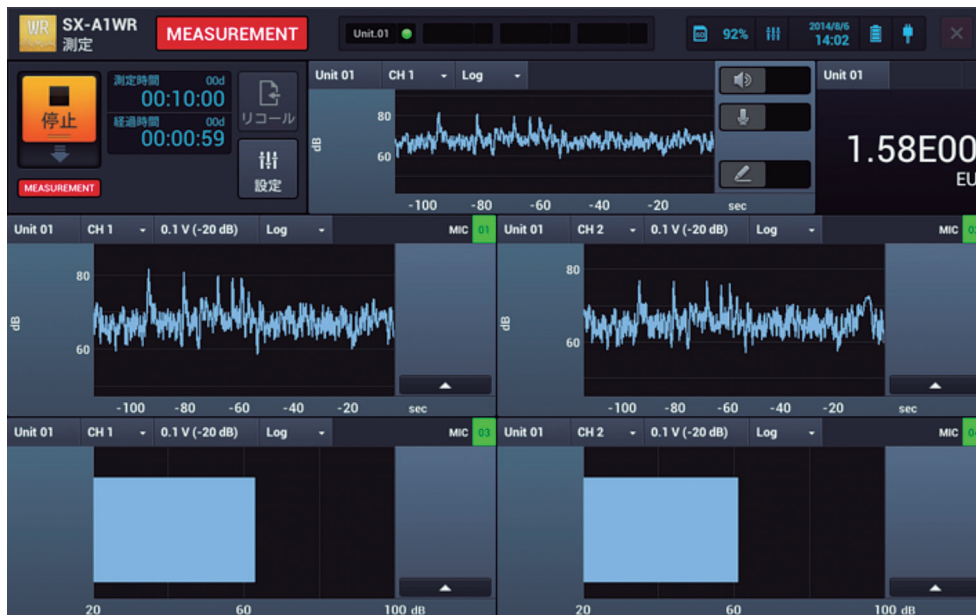 WR SX-A1WR
測定
MEASUREMENT
Unit.01
92%
2014/8/6
14:02
停止
測定時間 00d
00:10:00
経過時間 00d
00:00:59
リコール
設定
MEASUREMENT
Unit 01 CH 1 Log
dB
80
60
-100 -80 -60 -40 -20 sec
Unit 01
1.58E00
EU
Unit 01 CH 1 0.1 V (-20 dB) Log MIC 01
dB
80
60
-100 -80 -60 -40 -20 sec
Unit 01 CH 2 0.1 V (-20 dB) Log MIC
dB
80
60
-100 -80 -60 -40 -20 sec
Unit 01 CH 1 0.1 V (-20 dB) Log MIC 03
20 60 100 dB
Unit 01 CH 2 0.1 V (-20 dB) Log MIC
20 60 100 dB